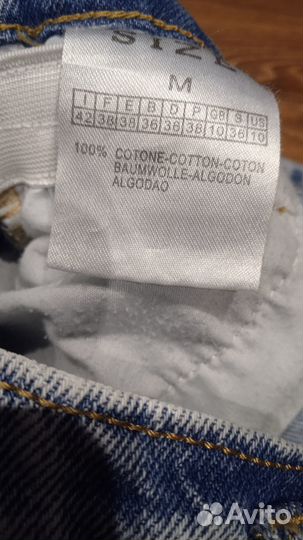 SIZE
M
I F E B D P GB S US
42 38 38 36 36 38 10 36 10
100% COTONE-COTTON-COTON
BAUMWOLLE-ALGODON
ALGODAO
Avito